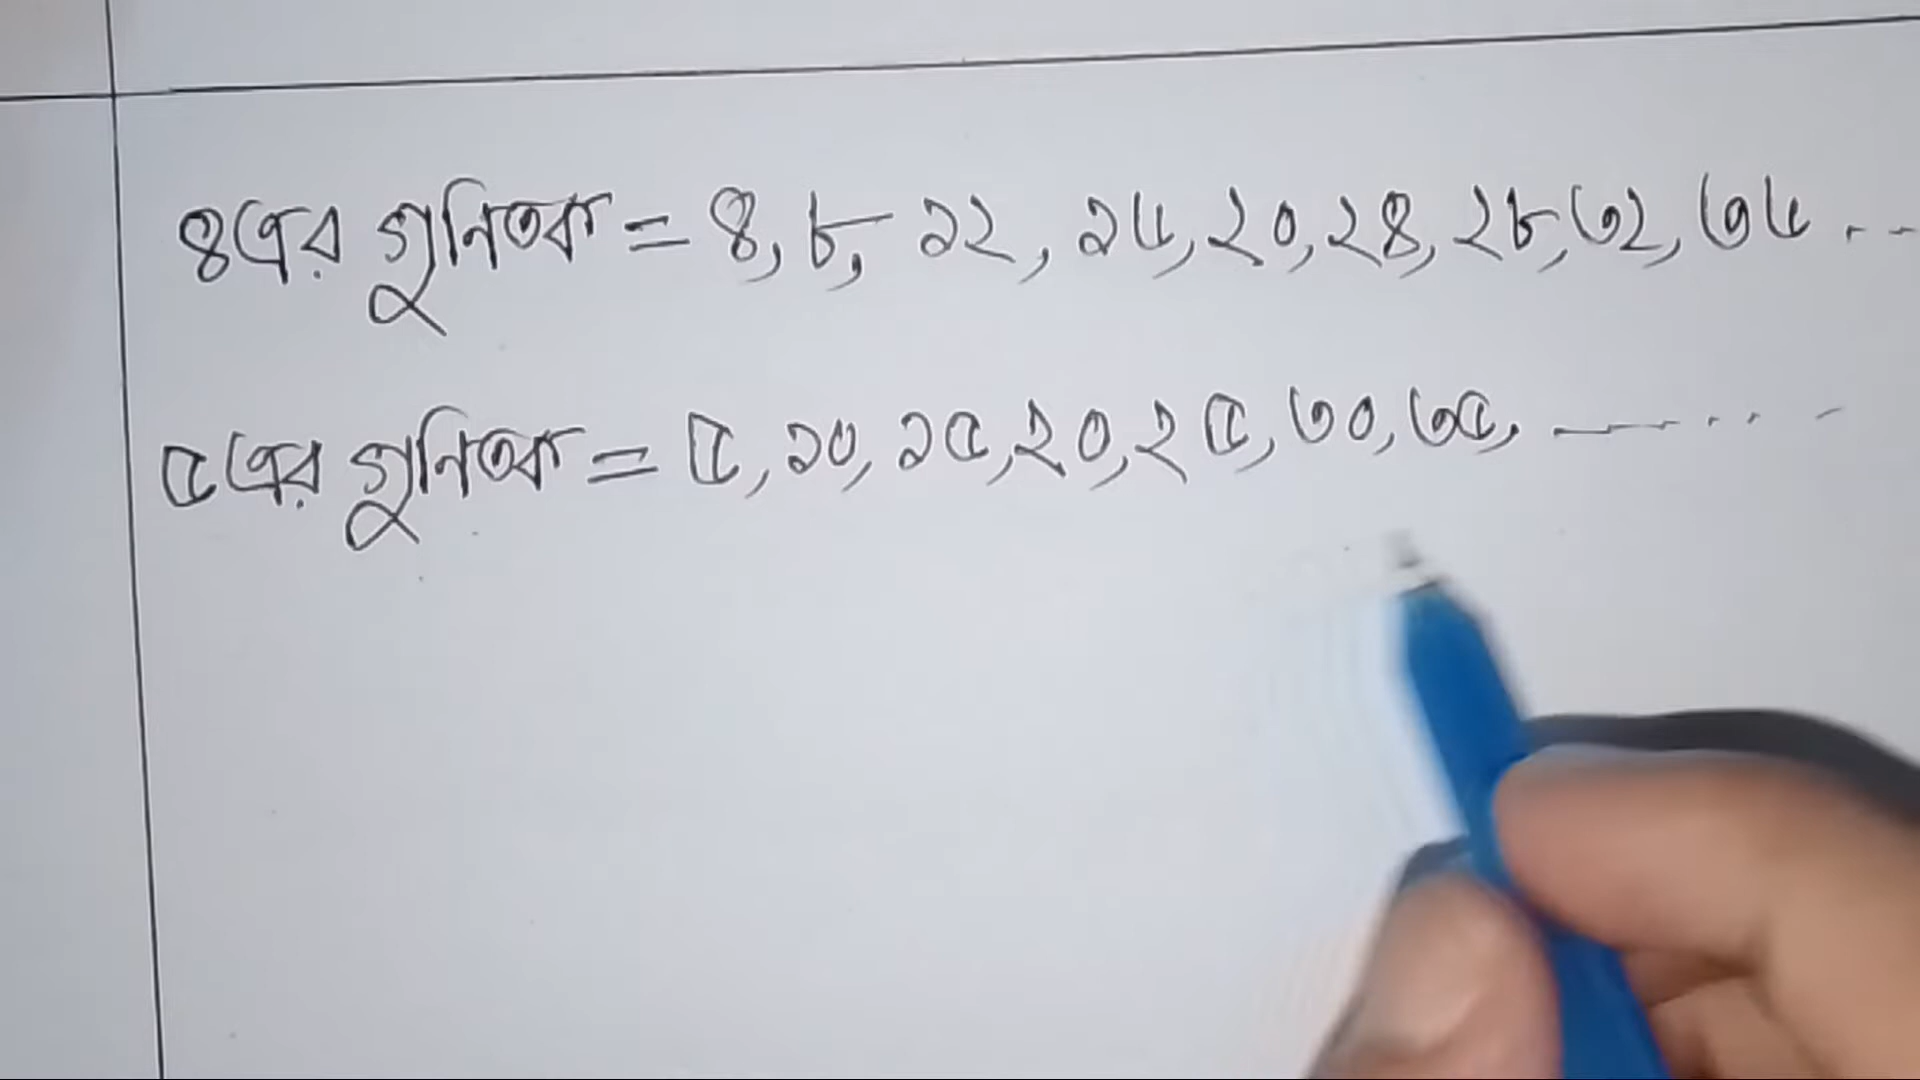 ৪এর গুনিতক = ৪, ৮, ১২, ১৬, ২০, ২৪, ২৮, ৩২, ৩৬ ...
৫এর গুনিতক = ৫, ১০, ১৫, ২০, ২৫, ৩০, ৩৫, ......